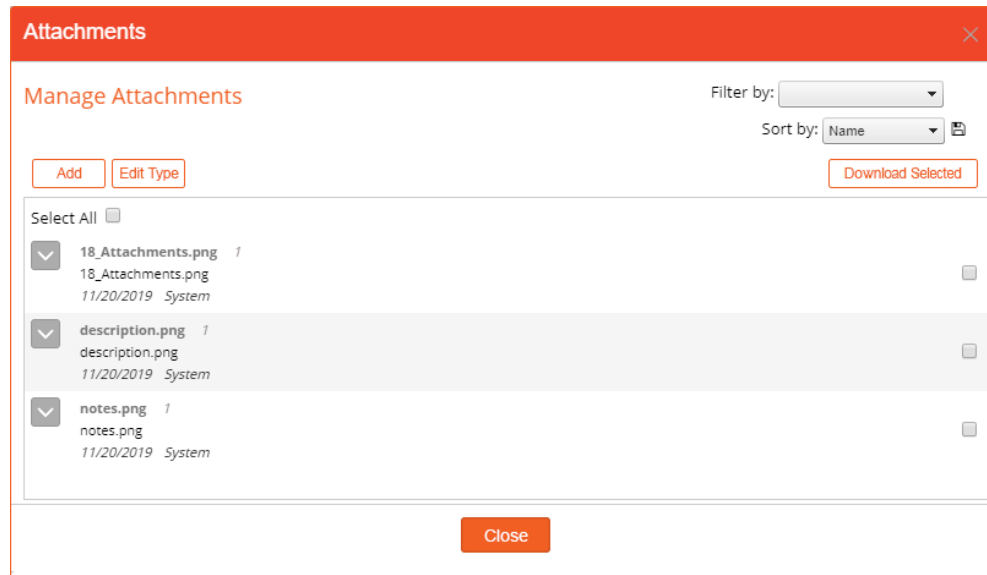 Attachments
Manage Attachments
Filter by:
Sort by: Name
Add Edit Type Download Selected
Select All
18_Attachments.png 1
18_Attachments.png
11/20/2019 System
description.png 1
description.png
11/20/2019 System
notes.png 1
notes.png
11/20/2019 System
Close